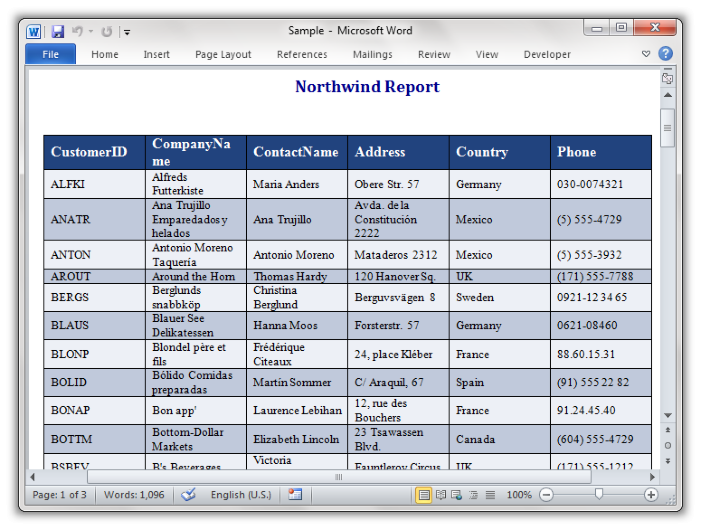 Sample - Microsoft Word
File Home Insert Page Layout References Mailings Review View Developer
Northwind Report
CustomerID CompanyNa ContactName Address Country Phone
me
ALFKI Alfreds Maria Anders Obere Str. 57 Germany 030-0074321
Futterkiste
Ana Trujillo Avda. de la
ANATR Emparedados y Ana Trujillo Constitución Mexico (5) 555-4729
helados 2222
ANTON Antonio Moreno Antonio Moreno Mataderos 2312 Mexico (5) 555-3932
Taquería
AROUT Around the Horn Thomas Hardy 120 Hanover Sq. UK (171) 555-7788
BERGS Berglunds Christina Berguvsvägen 8 Sweden 0921-12 34 65
snabbköp Berglund
BLAUS Blauer See Hanna Moos Forsterstr. 57 Germany 0621-08460
Delikatessen
BLONP Blondel père et Frédérique 24, place Kléber France 88.60.15.31
fils Citeaux
BOLID Bólido Comidas Martín Sommer C/ Araquil, 67 Spain (91) 555 22 82
preparadas
BONAP Bon app' Laurence Lebihan 12, rue des France 91.24.45.40
Bouchers
BOTTM Bottom-Dollar Elizabeth Lincoln 23 Tsawassen Canada (604) 555-4729
Markets Blvd.
BSBEV B's Beverages Victoria Fauntleroy Circus UK (171) 555-1212
Page: 1 of 3 Words: 1,096 English (U.S.) 100%